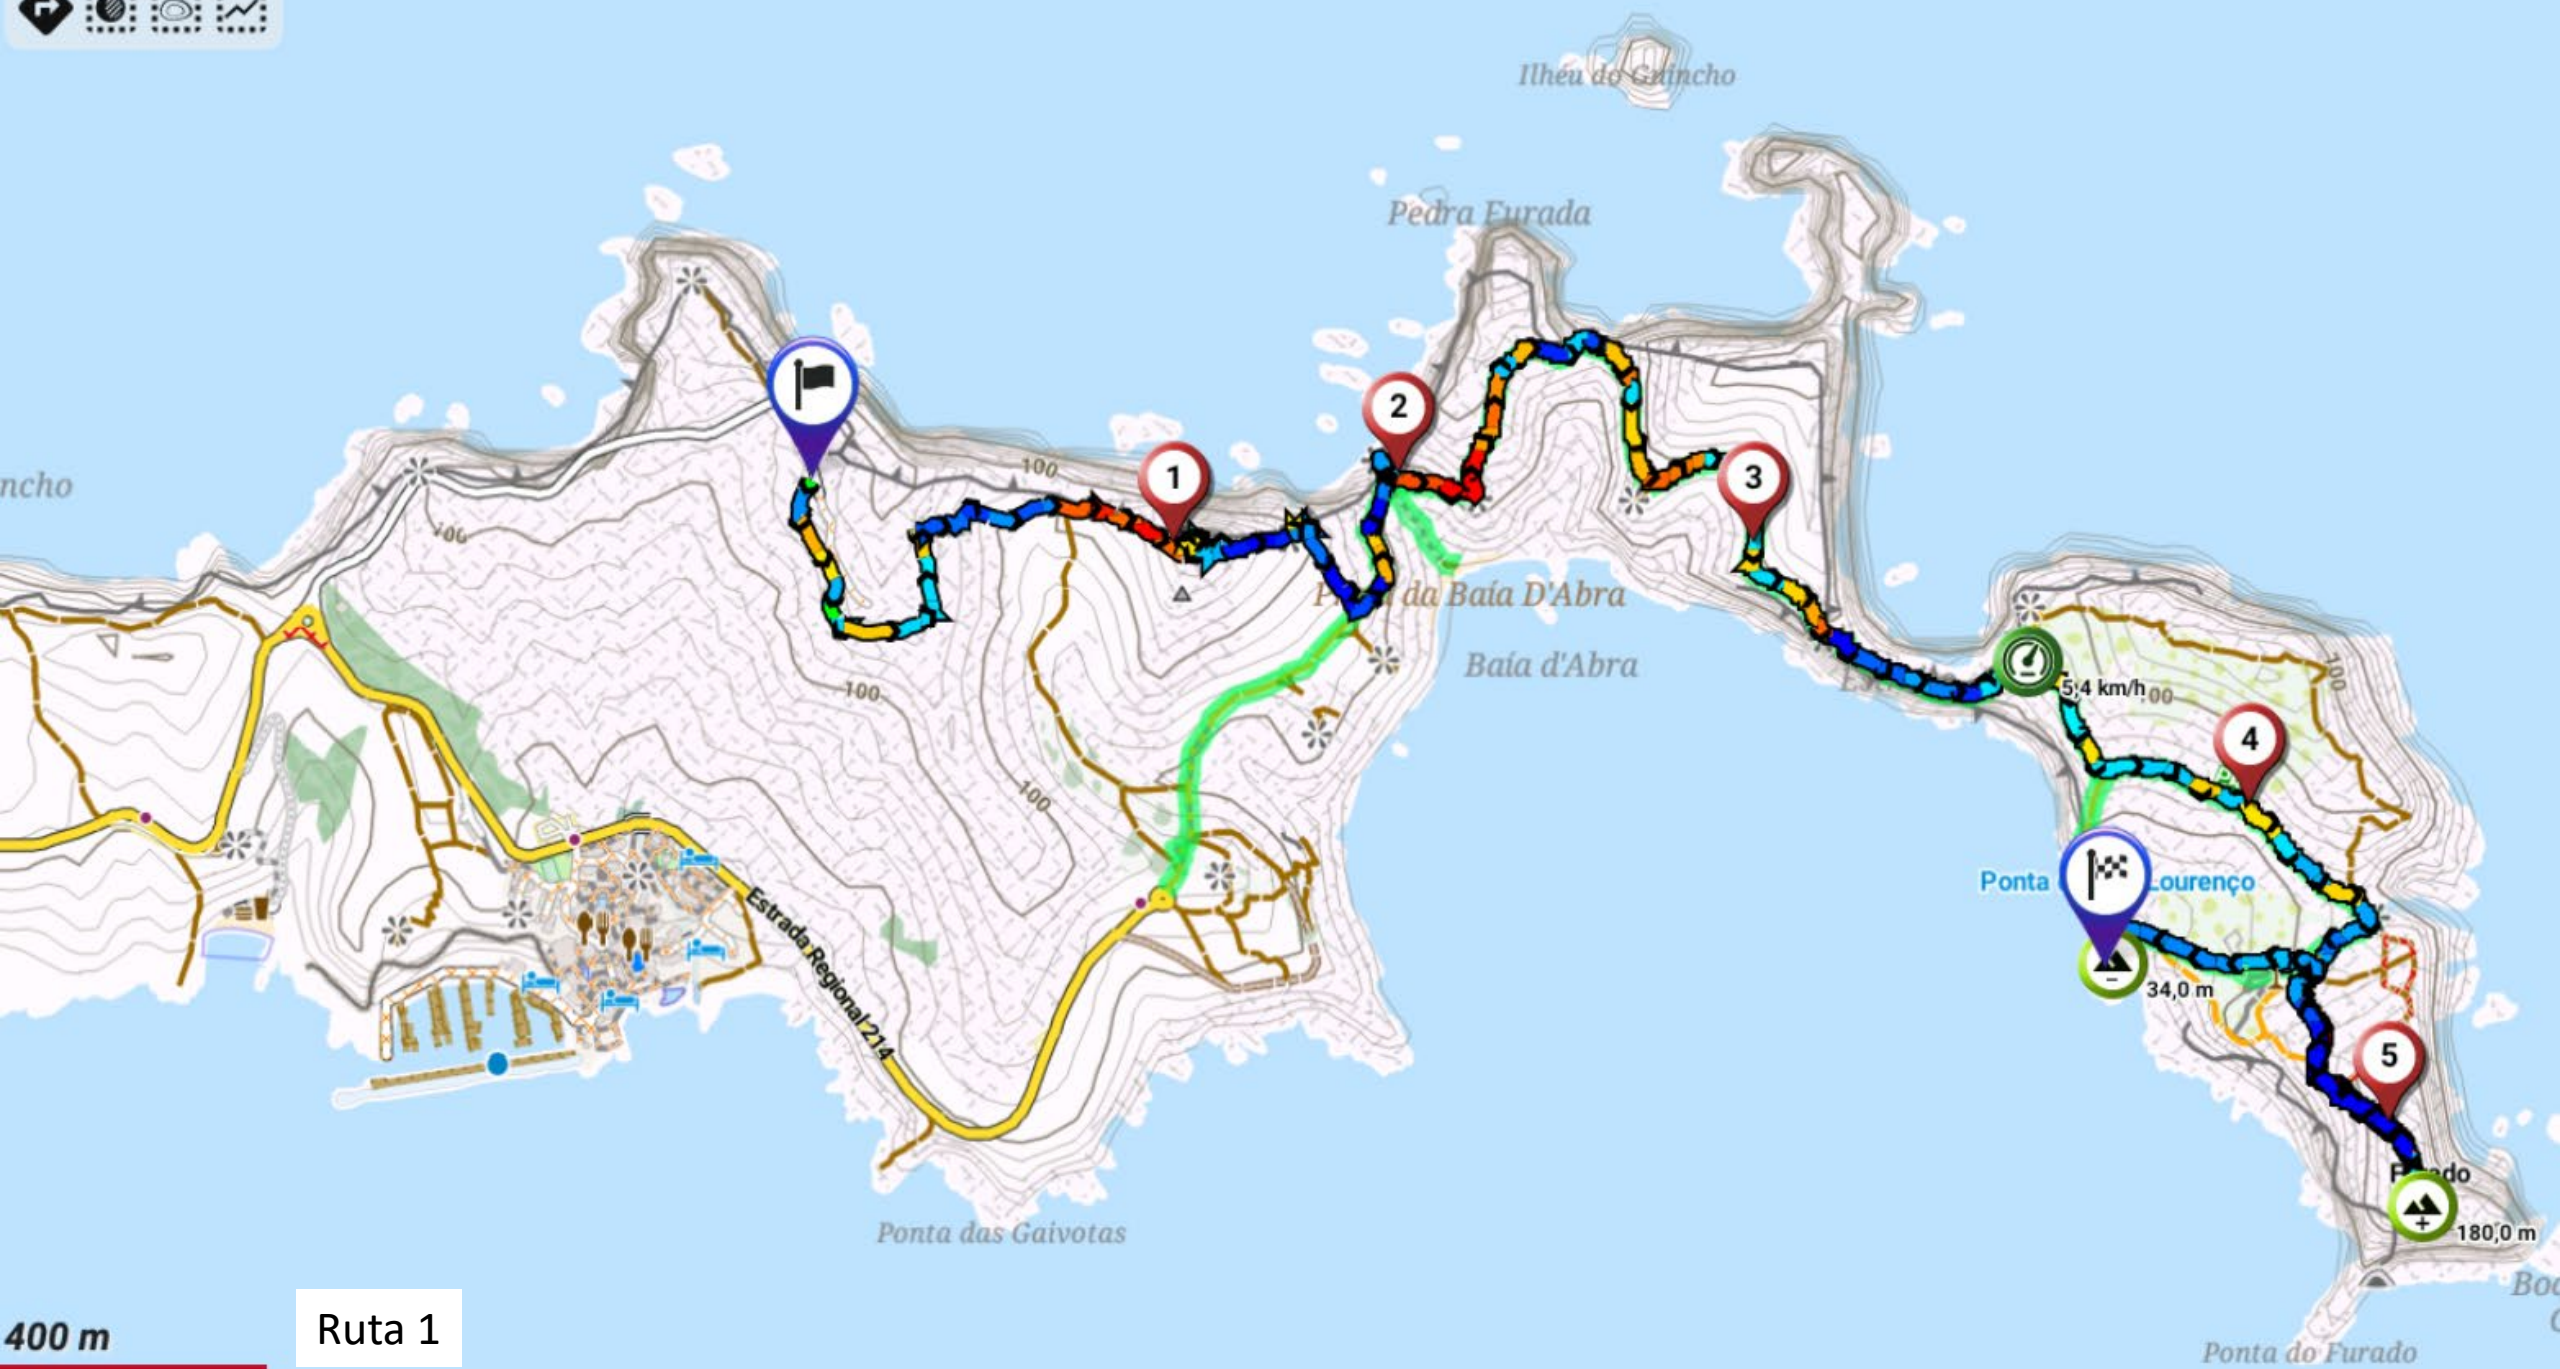 Ilhéu do Guincho
Pedra Furada
2
ncho
100
1
3
100
da Baía D'Abra
Baía d'Abra
100
5,4 km/h
100
4
100
Ponta
Lourenço
Estrada Regional 214
34,0 m
5
180,0 m
Ponta das Gaivotas
400 m
Ruta 1
Ponta do Furado